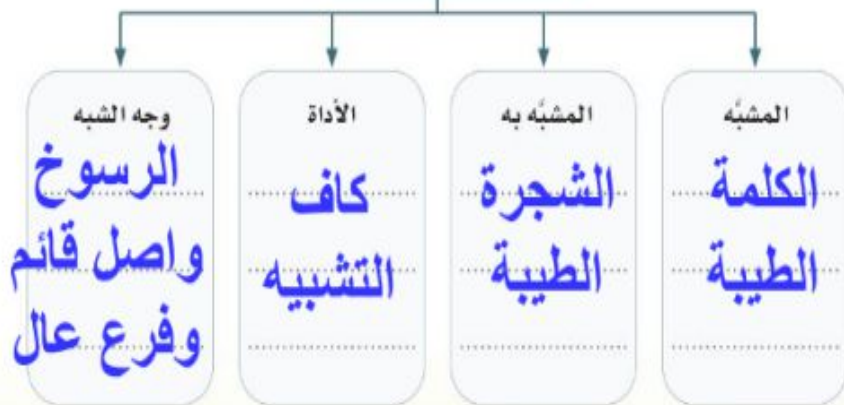 المشبَّه
الكلمة
الطيبة
المشبَّه به
الشجرة
الطيبة
الأداة
كاف
التشبيه
وجه الشبه
الرسوخ
واصل قائم
وفرع عال